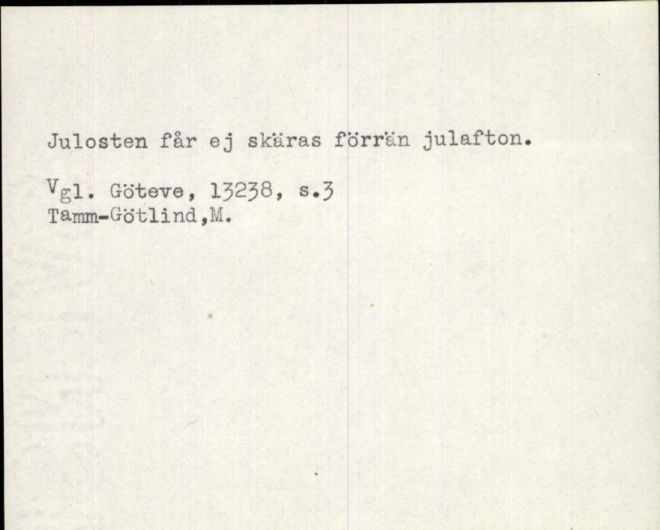 Julosten får ej skäras förrän julafton.
Vgl. Göteve, 13238, s.3
Tamm-Götlind,M.